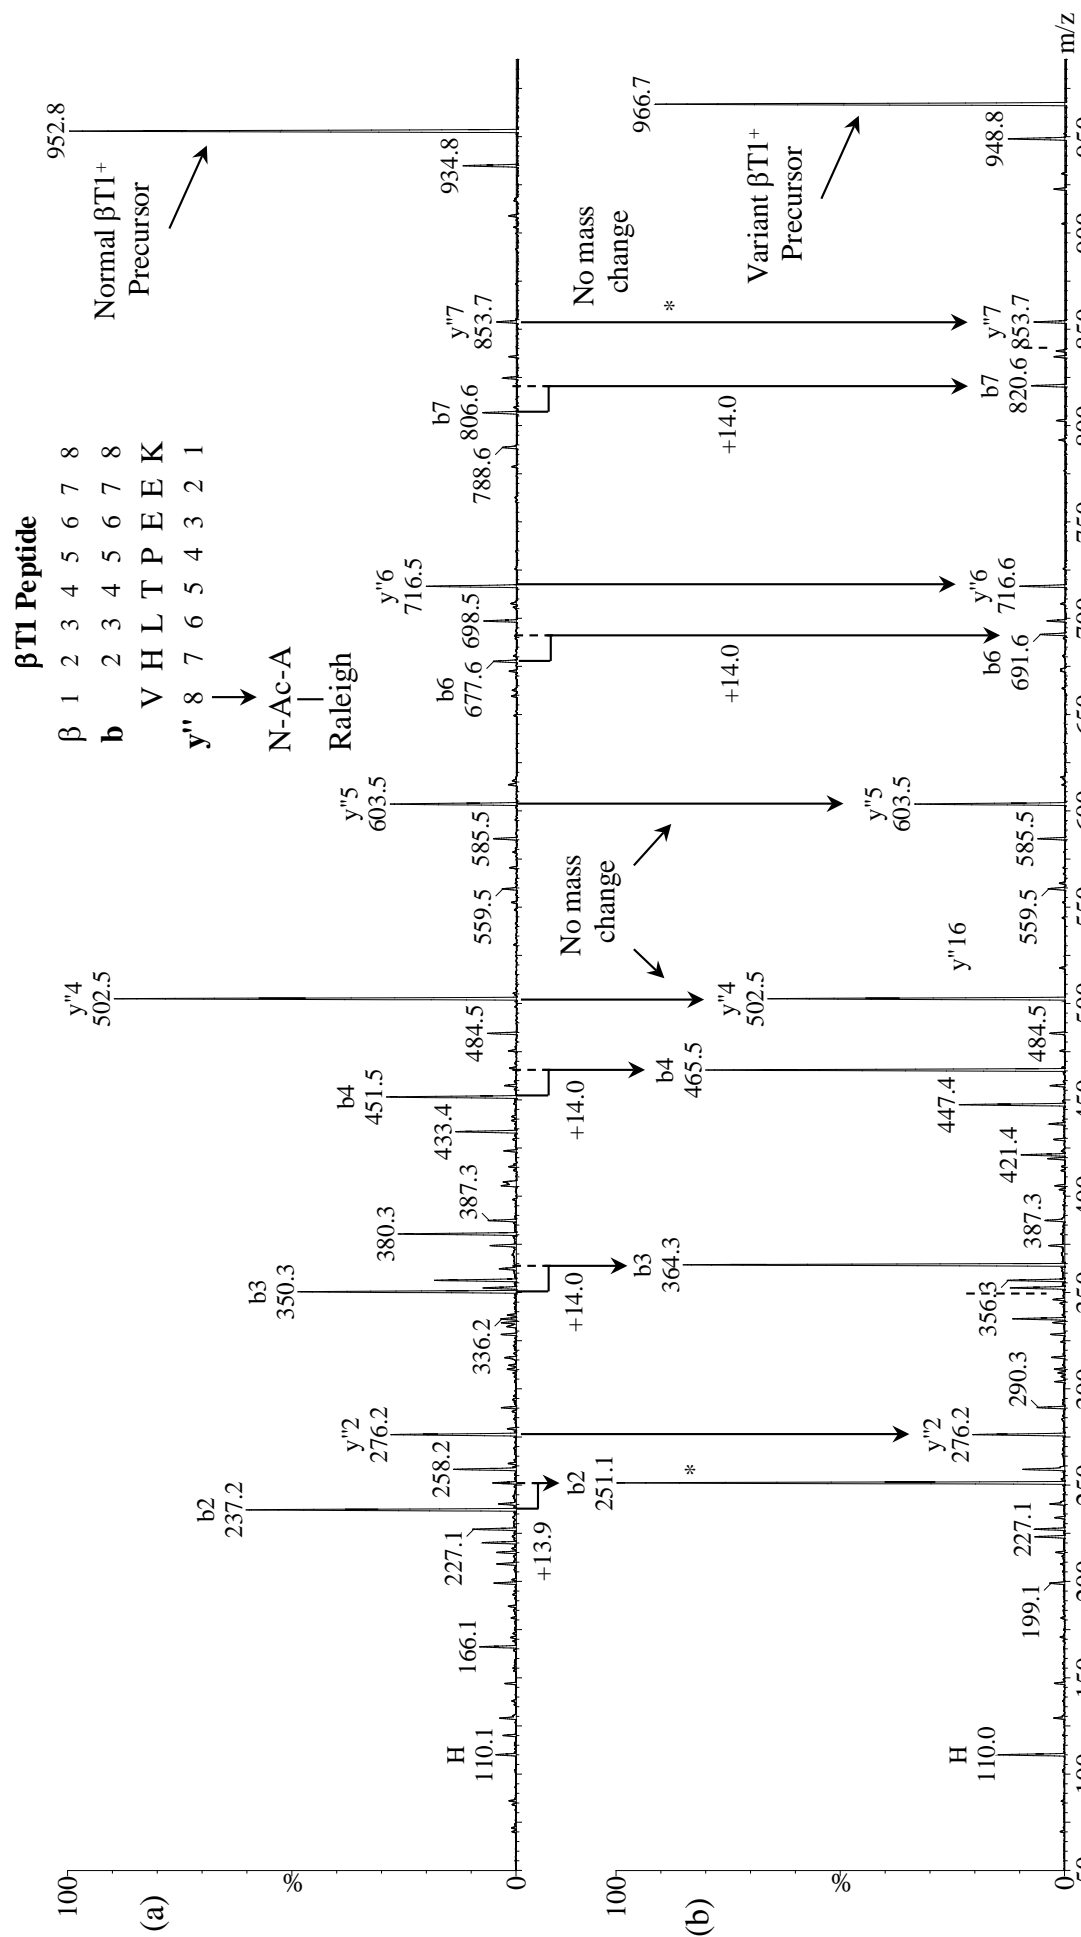 βT1 Peptide
β 1 2 3 4 5 6 7 8
b 2 3 4 5 6 7 8
V H L T P E E K
y" 8 7 6 5 4 3 2 1
N-Ac-A
Raleigh
(a)
100
%
0
H
110.1
166.1
227.1
b2
237.2
258.2
y"2
276.2
336.2
b3
350.3
380.3
387.3
433.4
b4
451.5
484.5
y"4
502.5
559.5
585.5
y"5
603.5
b6
677.6
698.5
y"6
716.5
788.6
b7
806.6
y"7
853.7
934.8
952.8
Normal βT1+
Precursor
+13.9
+14.0
+14.0
No mass
change
+14.0
+14.0
*
No mass
change
(b)
100
%
0
H
110.0
199.1
227.1
b2
251.1
*
y"2
276.2
290.3
356.3
b3
364.3
387.3
421.4
447.4
b4
465.5
484.5
y"4
502.5
y"16
559.5
585.5
y"5
603.5
b6
691.6
y"6
716.6
b7
820.6
y"7
853.7
948.8
966.7
Variant βT1+
Precursor
m/z